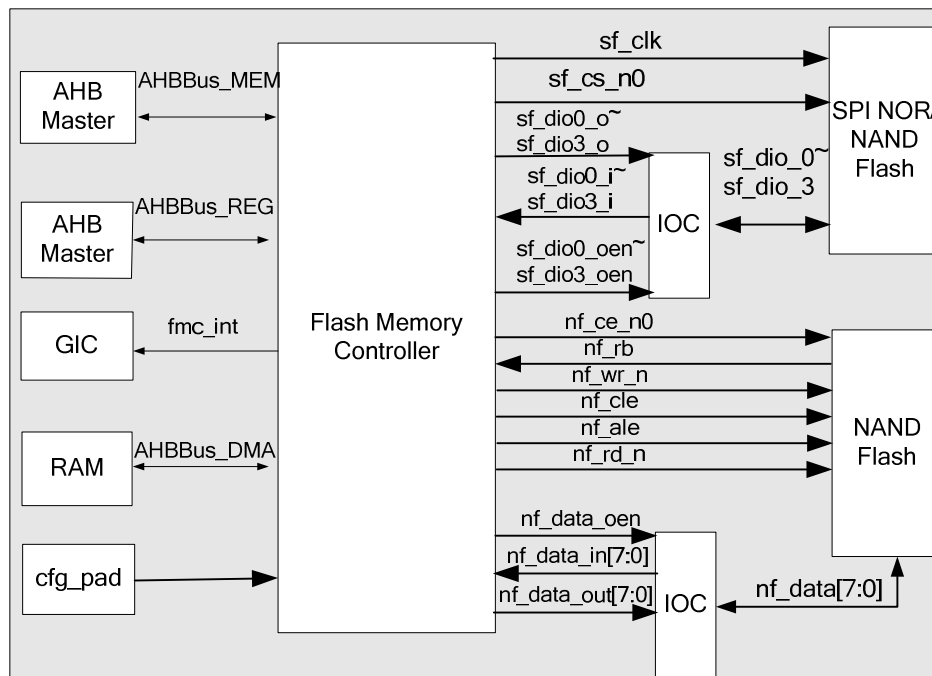 AHB
Master
AHBBus_MEM
AHB
Master
AHBBus_REG
GIC
fmc_int
RAM
AHBBus_DMA
cfg_pad
Flash Memory
Controller
sf_clk
sf_cs_n0
sf_dio0_o~
sf_dio3_o
sf_dio0_i~
sf_dio3_i
sf_dio0_oen~
sf_dio3_oen
IOC
sf_dio_0~
sf_dio_3
SPI NOR/
NAND
Flash
nf_ce_n0
nf_rb
nf_wr_n
nf_cle
nf_ale
nf_rd_n
NAND
Flash
nf_data_oen
nf_data_in[7:0]
nf_data_out[7:0]
IOC
nf_data[7:0]